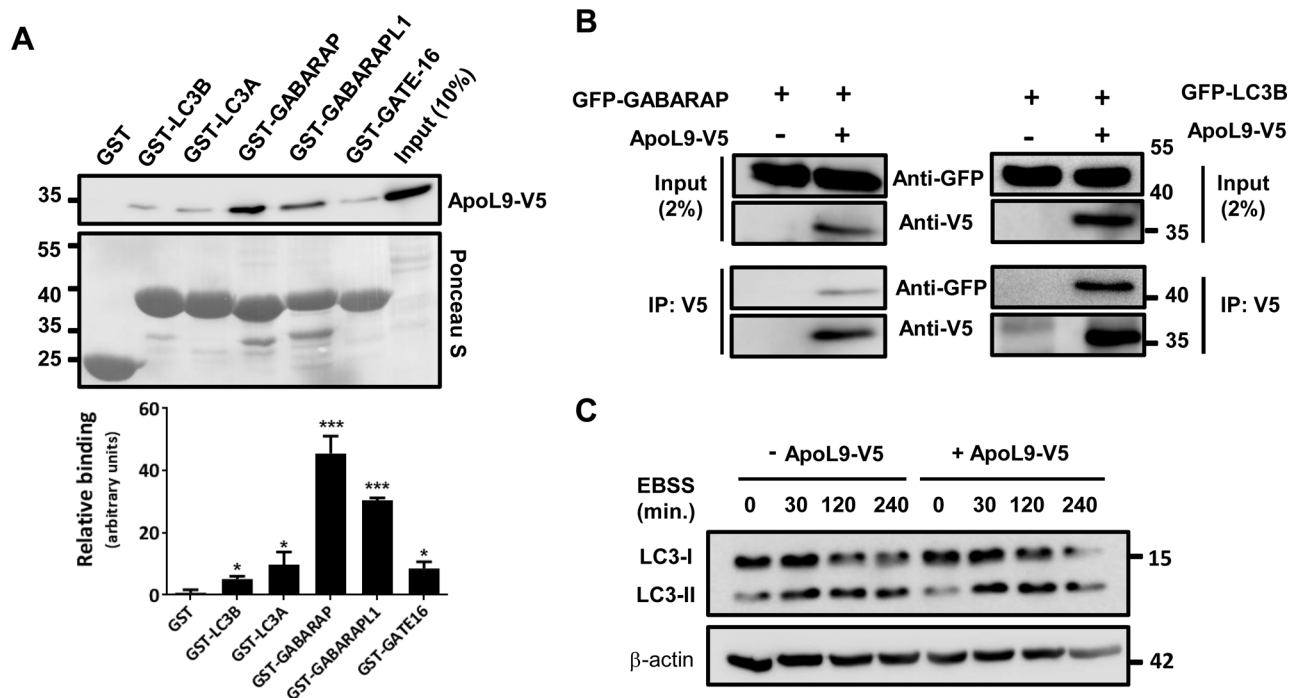 A
GST
GST-LC3B
GST-LC3A
GST-GABARAP
GST-GABARAPL1
GST-GATE-16
Input (10%)
35
ApoL9-V5
55
40
35
25
Ponceau S
Relative binding
(arbitrary units)
60
40
20
0
***
***
*
*
*
GST
GST-LC3B
GST-LC3A
GST-GABARAP
GST-GABARAPL1
GST-GATE16
B
GFP-GABARAP + +
ApoL9-V5 - +
+ + GFP-LC3B
- + ApoL9-V5
Input
(2%)
Anti-GFP
Anti-V5
55
40
35
Input
(2%)
IP: V5
Anti-GFP
Anti-V5
40
35
IP: V5
C
- ApoL9-V5 + ApoL9-V5
EBSS
(min.) 0 30 120 240 0 30 120 240
LC3-I 15
LC3-II
β-actin 42